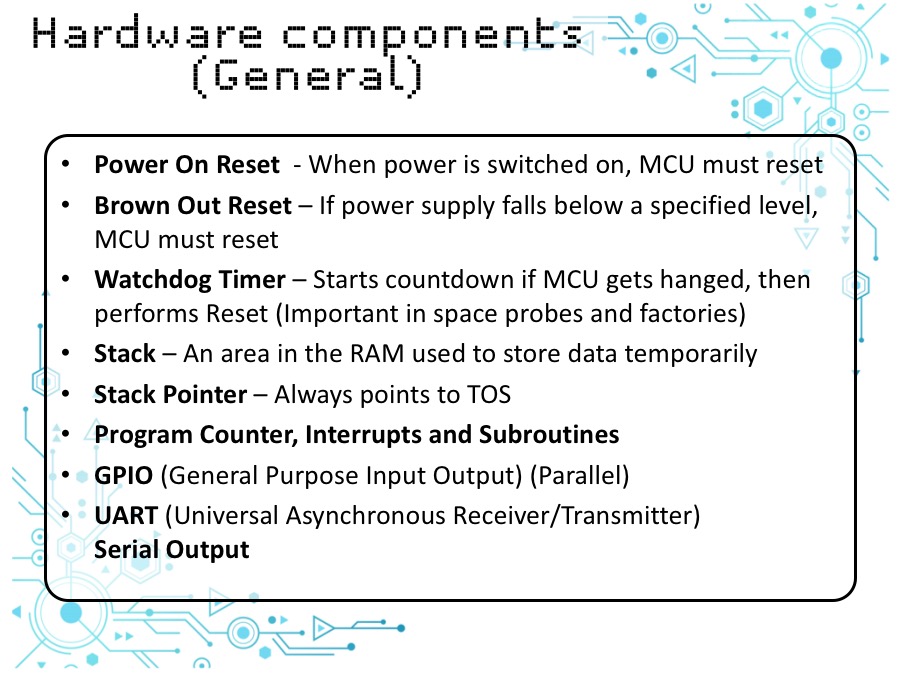 Hardware components
(General)
• Power On Reset - When power is switched on, MCU must reset
• Brown Out Reset – If power supply falls below a specified level,
MCU must reset
• Watchdog Timer – Starts countdown if MCU gets hanged, then
performs Reset (Important in space probes and factories)
• Stack – An area in the RAM used to store data temporarily
• Stack Pointer – Always points to TOS
• Program Counter, Interrupts and Subroutines
• GPIO (General Purpose Input Output) (Parallel)
• UART (Universal Asynchronous Receiver/Transmitter)
Serial Output